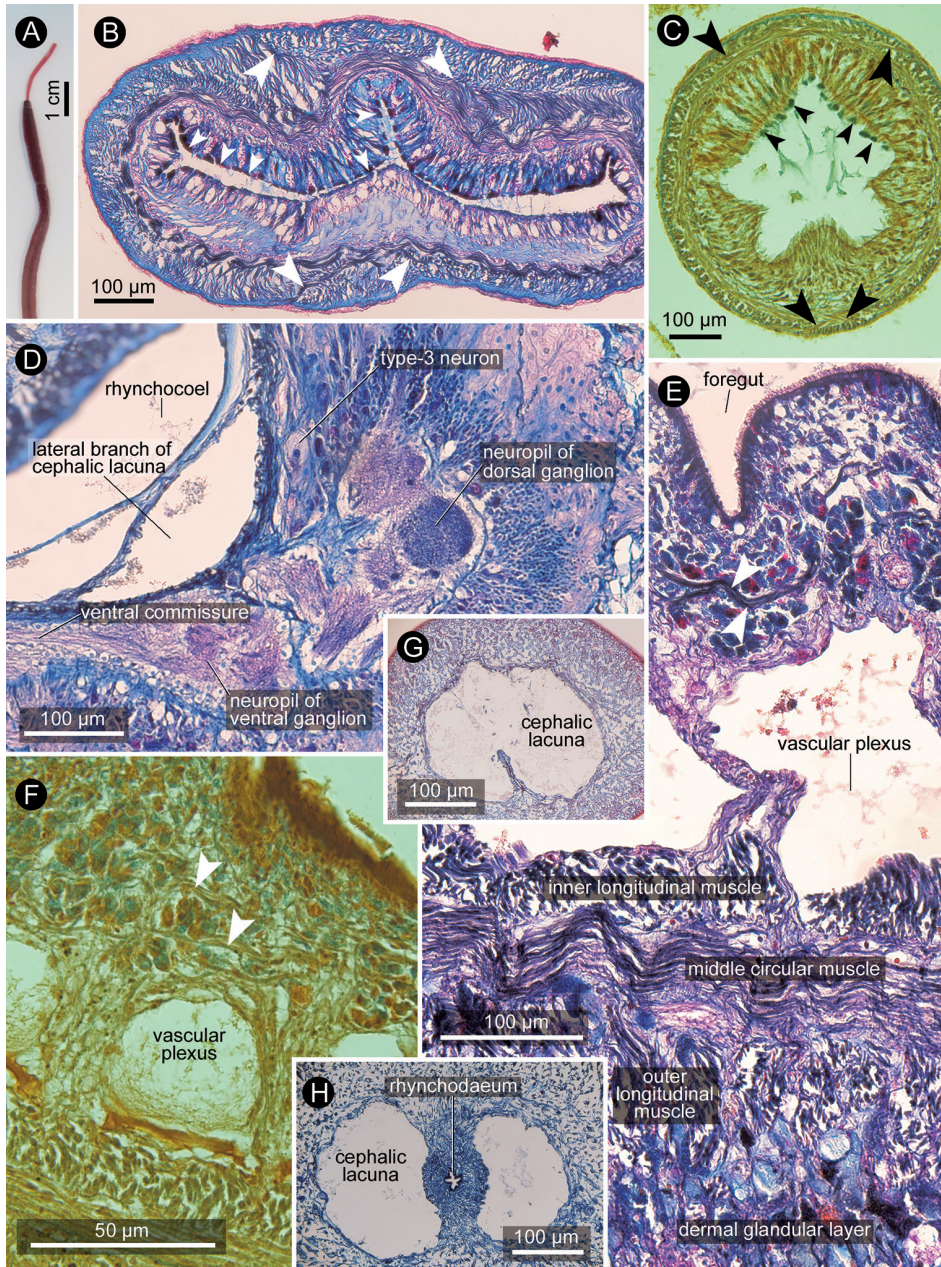 A
1 cm
B
100 µm
C
100 µm
D
rhynchocoel
lateral branch of
cephalic lacuna
type-3 neuron
neuropil of
dorsal ganglion
ventral commissure
neuropil of
ventral ganglion
100 µm
E
foregut
vascular plexus
inner longitudinal muscle
middle circular muscle
100 µm
outer
longitudinal
muscle
dermal glandular layer
F
vascular
plexus
50 µm
G
cephalic
lacuna
100 µm
H
rhynchodaeum
cephalic
lacuna
100 µm